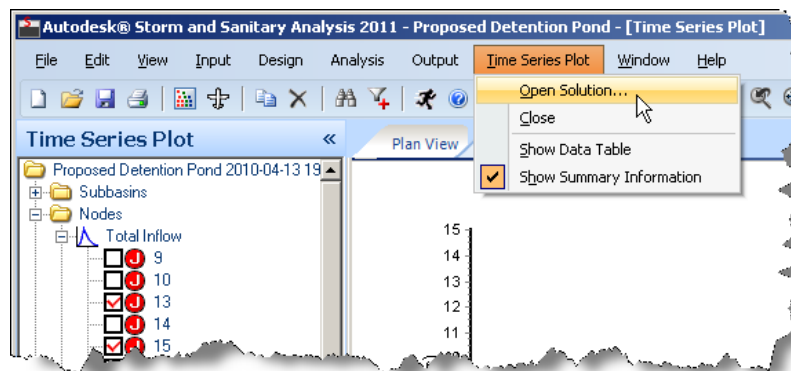 Autodesk® Storm and Sanitary Analysis 2011 - Proposed Detention Pond - [Time Series Plot]
File Edit View Input Design Analysis Output Time Series Plot Window Help
Open Solution...
Close
Show Data Table
Show Summary Information
Time Series Plot «
Plan View
Proposed Detention Pond 2010-04-13 19
Subbasins
Nodes
Total Inflow
J 9
J 10
J 13
J 14
J 15
15
14
13
12
11